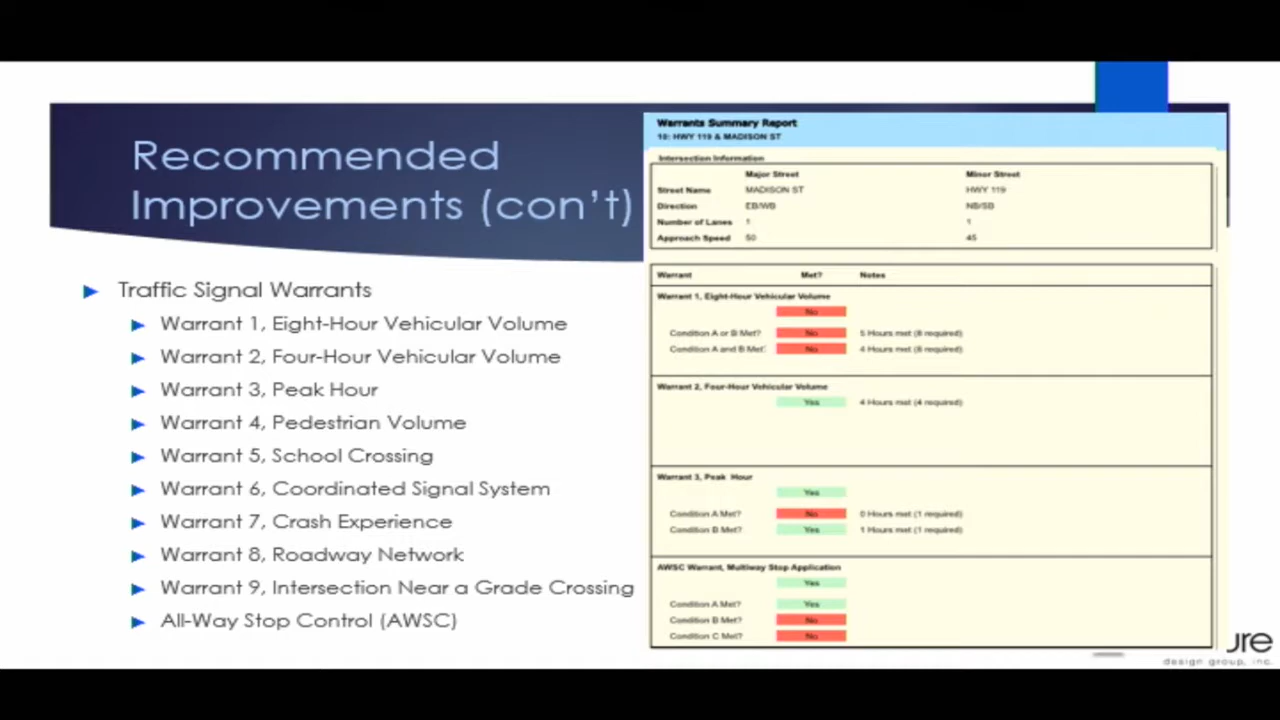 Recommended
Improvements (con't)
Traffic Signal Warrants
Warrant 1, Eight-Hour Vehicular Volume
Warrant 2, Four-Hour Vehicular Volume
Warrant 3, Peak Hour
Warrant 4, Pedestrian Volume
Warrant 5, School Crossing
Warrant 6, Coordinated Signal System
Warrant 7, Crash Experience
Warrant 8, Roadway Network
Warrant 9, Intersection Near a Grade Crossing
All-Way Stop Control (AWSC)
Warrants Summary Report
10: HWY 119 & MADISON ST
Intersection Information
Major Street Minor Street
Street Name MADISON ST HWY 119
Direction EB/WB NB/SB
Number of Lanes 1 1
Approach Speed 50 45
Warrant Met? Notes
Warrant 1, Eight-Hour Vehicular Volume
No
Condition A or B Met? No 5 Hours met (8 required)
Condition A and B Met? No 4 Hours met (8 required)
Warrant 2, Four-Hour Vehicular Volume
Yes 4 Hours met (4 required)
Warrant 3, Peak Hour
Yes
Condition A Met? No 0 Hours met (1 required)
Condition B Met? Yes 1 Hours met (1 required)
AWSC Warrant, Multiway Stop Application
Yes
Condition A Met? Yes
Condition B Met? No
Condition C Met? No
ure
design group, inc.